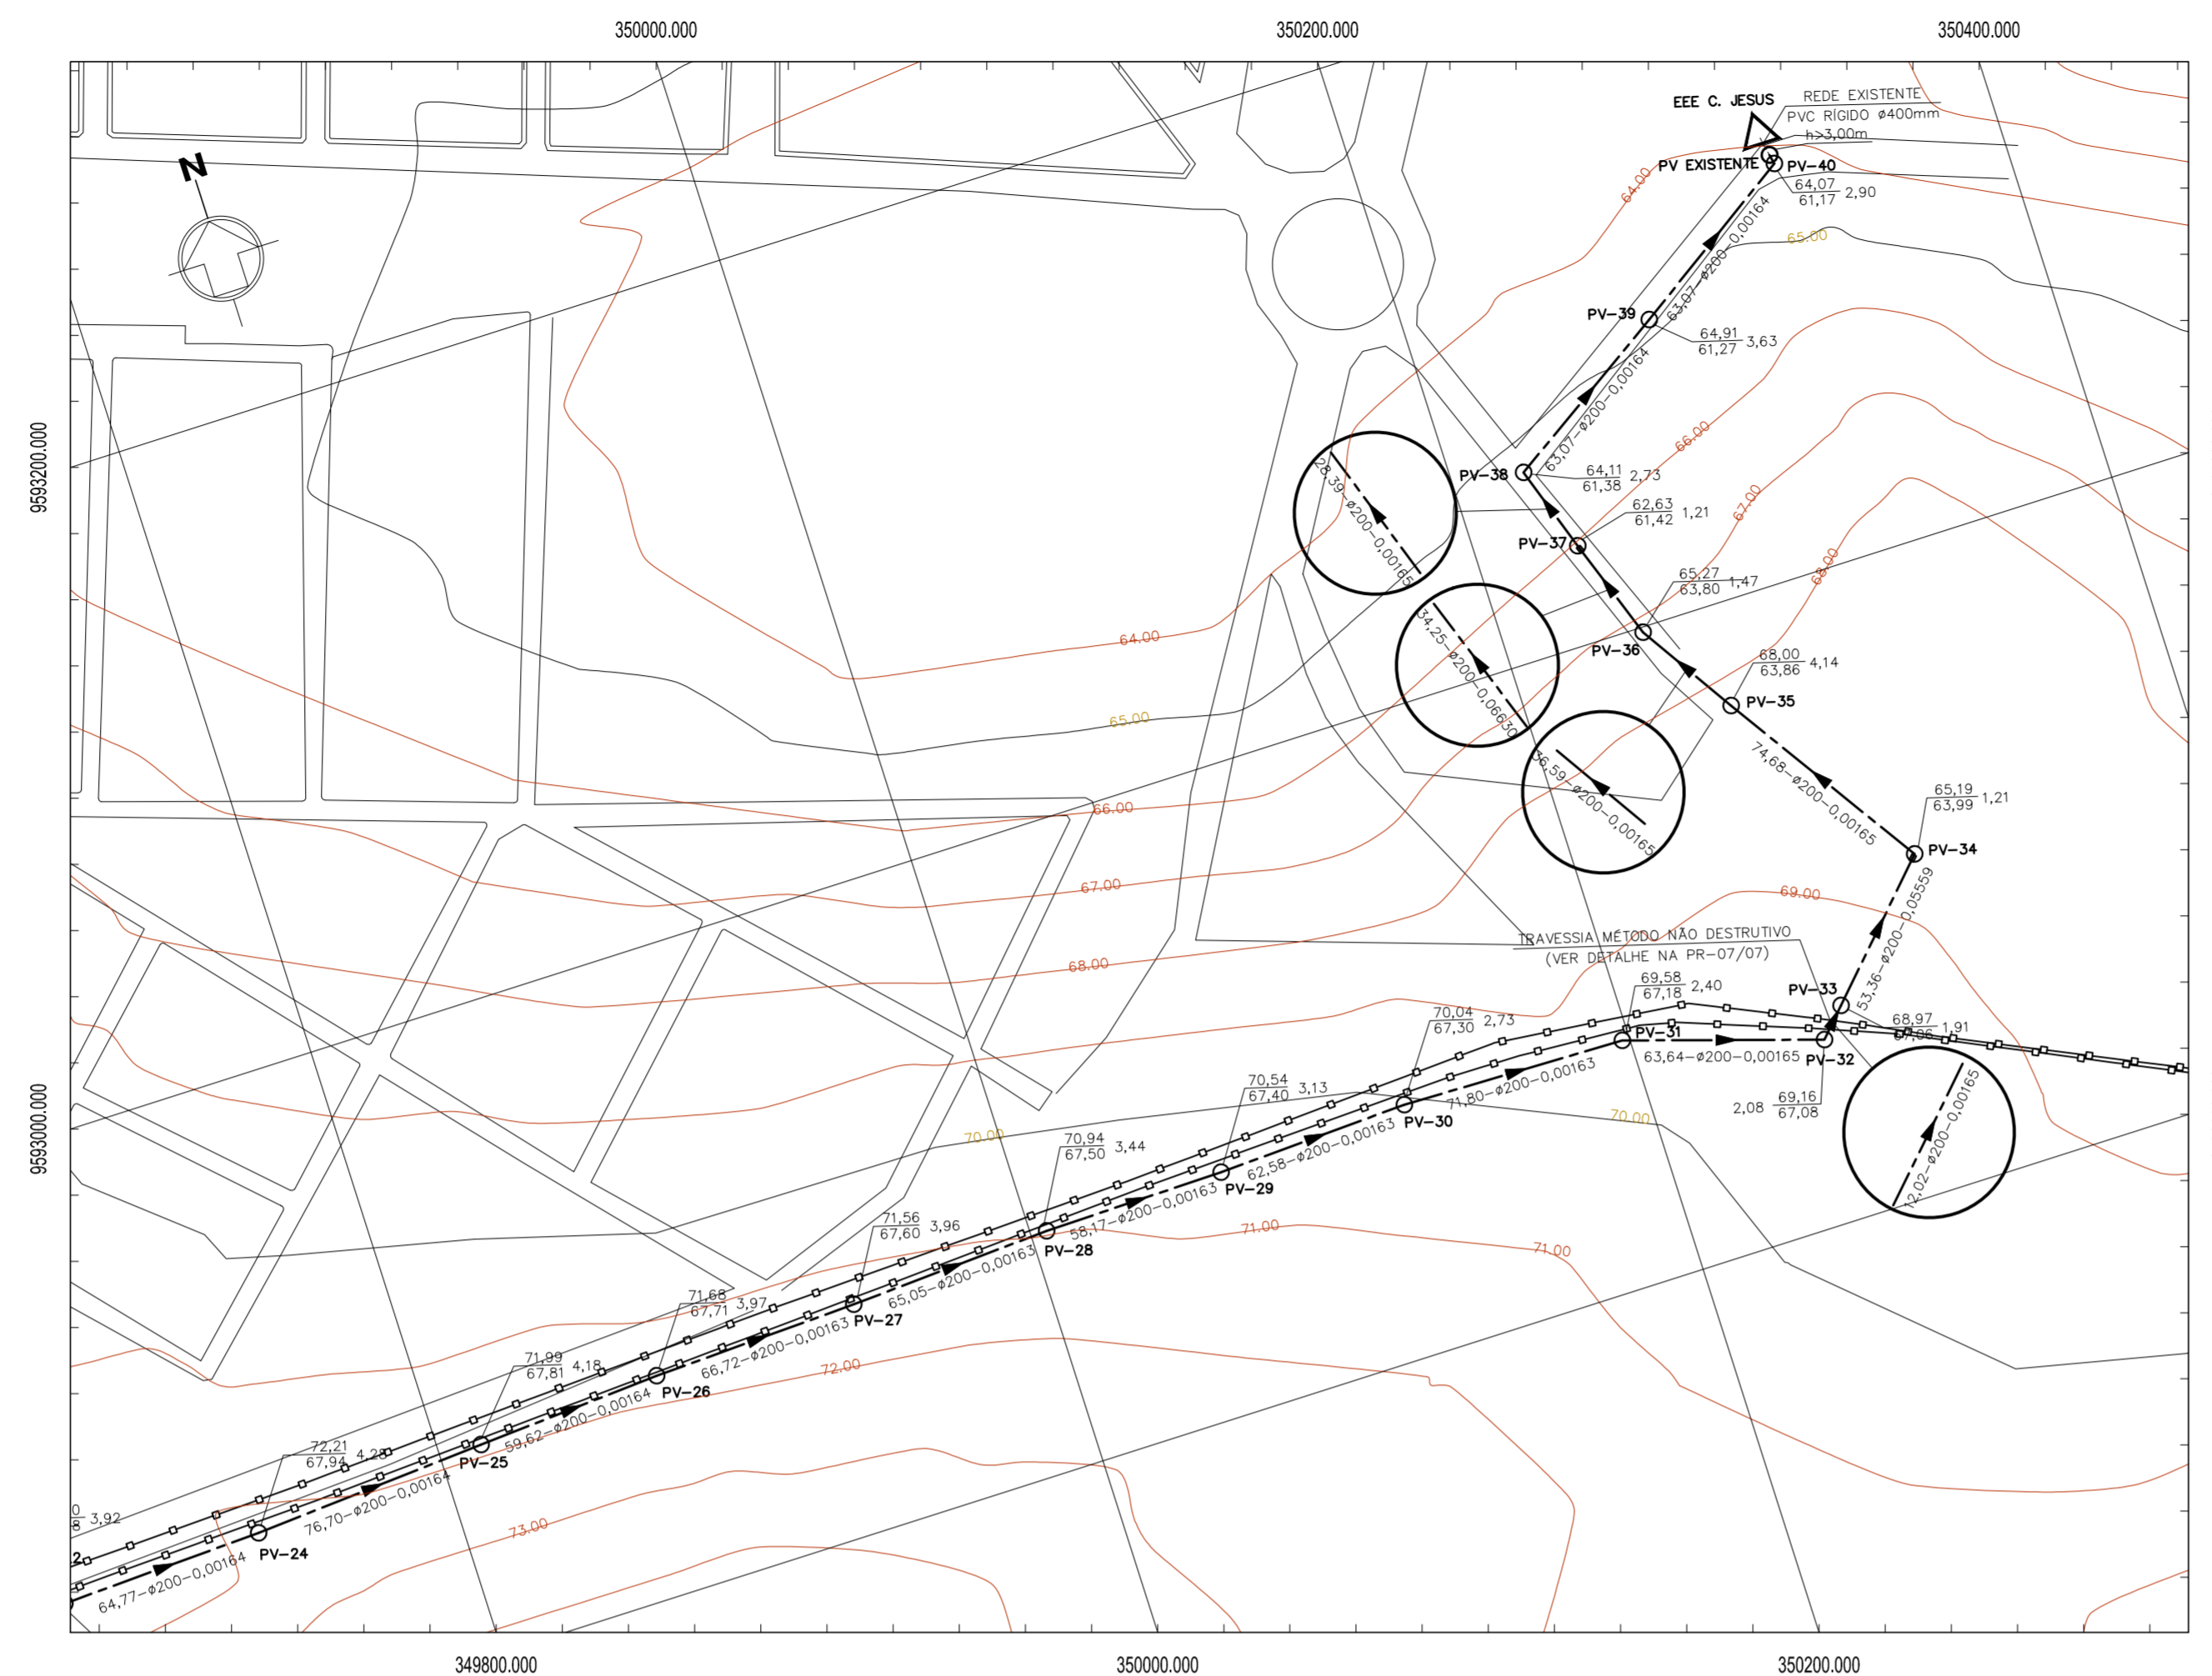 350000.000
350200.000
350400.000
9593200.000
9593000.000
349800.000
350000.000
350200.000
N
EEE C. JESUS
REDE EXISTENTE
PVC RÍGIDO ø400mm
h>3,00m
PV EXISTENTE
PV-40
64,07
61,17 2,90
64.00
65.00
63,07-ø200-0,00164
PV-39
64,91
61,27 3,63
63,07-ø200-0,00164
66.00
PV-38
64,11
61,38 2,73
28,39-ø200-0,00165
67.00
62,63
61,42 1,21
PV-37
68.00
65,27
63,80 1,47
34,25-ø200-0,06630
64.00
PV-36
68,00
63,86 4,14
PV-35
65.00
36,59-ø200-0,00165
74,68-ø200-0,00165
65,19
63,99 1,21
66.00
PV-34
67.00
69.00
53,36-ø200-0,05559
TRAVESSIA MÉTODO NÃO DESTRUTIVO
(VER DETALHE NA PR-07/07)
68.00
69,58
67,18 2,40
PV-33
70,04
67,30 2,73
68,97
67,06 1,91
PV-31
63,64-ø200-0,00165
PV-32
70,54
67,40 3,13
71,80-ø200-0,00163
2,08 69,16
67,08
12,02-ø200-0,00165
PV-30
70.00
70.00
70,94
67,50 3,44
62,58-ø200-0,00163
PV-29
71,56
67,60 3,96
58,17-ø200-0,00163
71.00
71.00
PV-28
65,05-ø200-0,00163
71,68
67,71 3,97
PV-27
66,72-ø200-0,00163
71,99
67,81 4,18
72.00
PV-26
59,62-ø200-0,00164
72,21
67,94 4,28
PV-25
76,70-ø200-0,00164
73.00
0
8 3,92
2
PV-24
64,77-ø200-0,00164